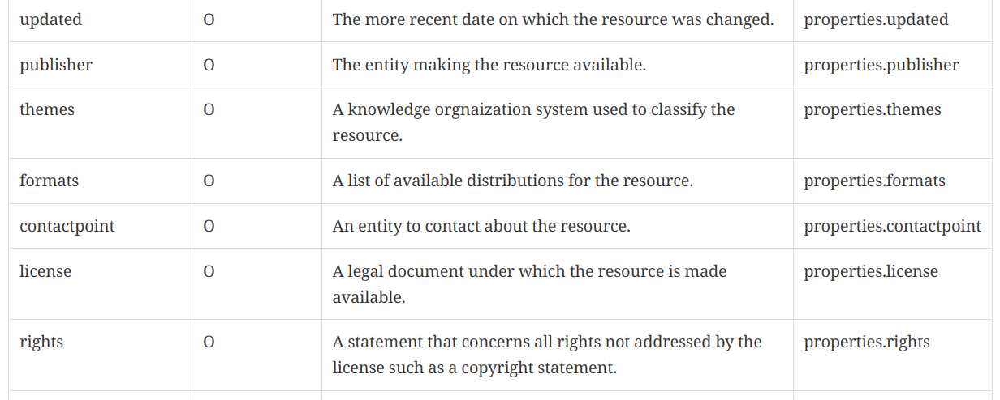 updated O The more recent date on which the resource was changed. properties.updated
publisher O The entity making the resource available. properties.publisher
themes O A knowledge orgnaization system used to classify the properties.themes
resource.
formats O A list of available distributions for the resource. properties.formats
contactpoint O An entity to contact about the resource. properties.contactpoint
license O A legal document under which the resource is made properties.license
available.
rights O A statement that concerns all rights not addressed by the properties.rights
license such as a copyright statement.